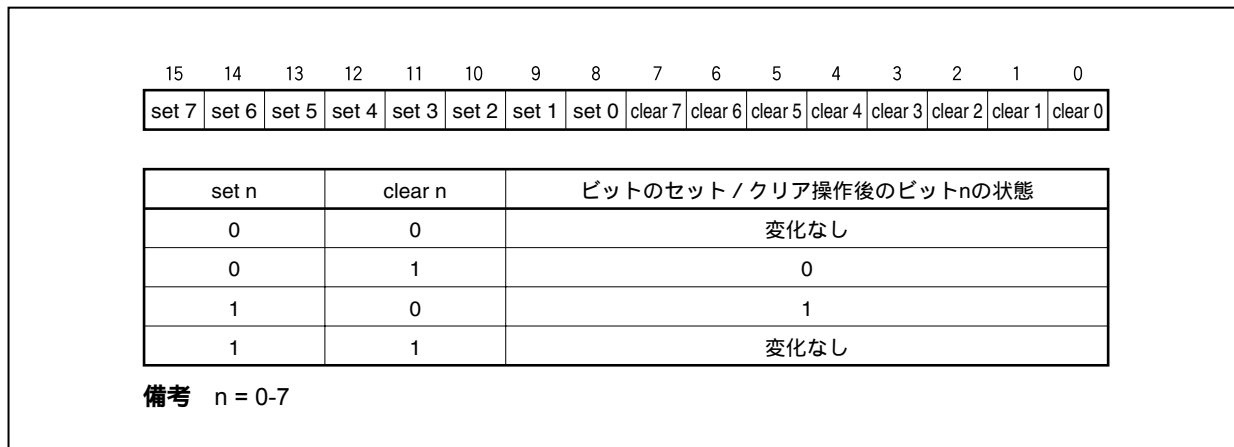 15 14 13 12 11 10 9 8 7 6 5 4 3 2 1 0
set 7 set 6 set 5 set 4 set 3 set 2 set 1 set 0 clear 7 clear 6 clear 5 clear 4 clear 3 clear 2 clear 1 clear 0
set n clear n ビットのセット / クリア操作後のビットnの状態
0 0 変化なし
0 1 0
1 0 1
1 1 変化なし
備考 n = 0-7